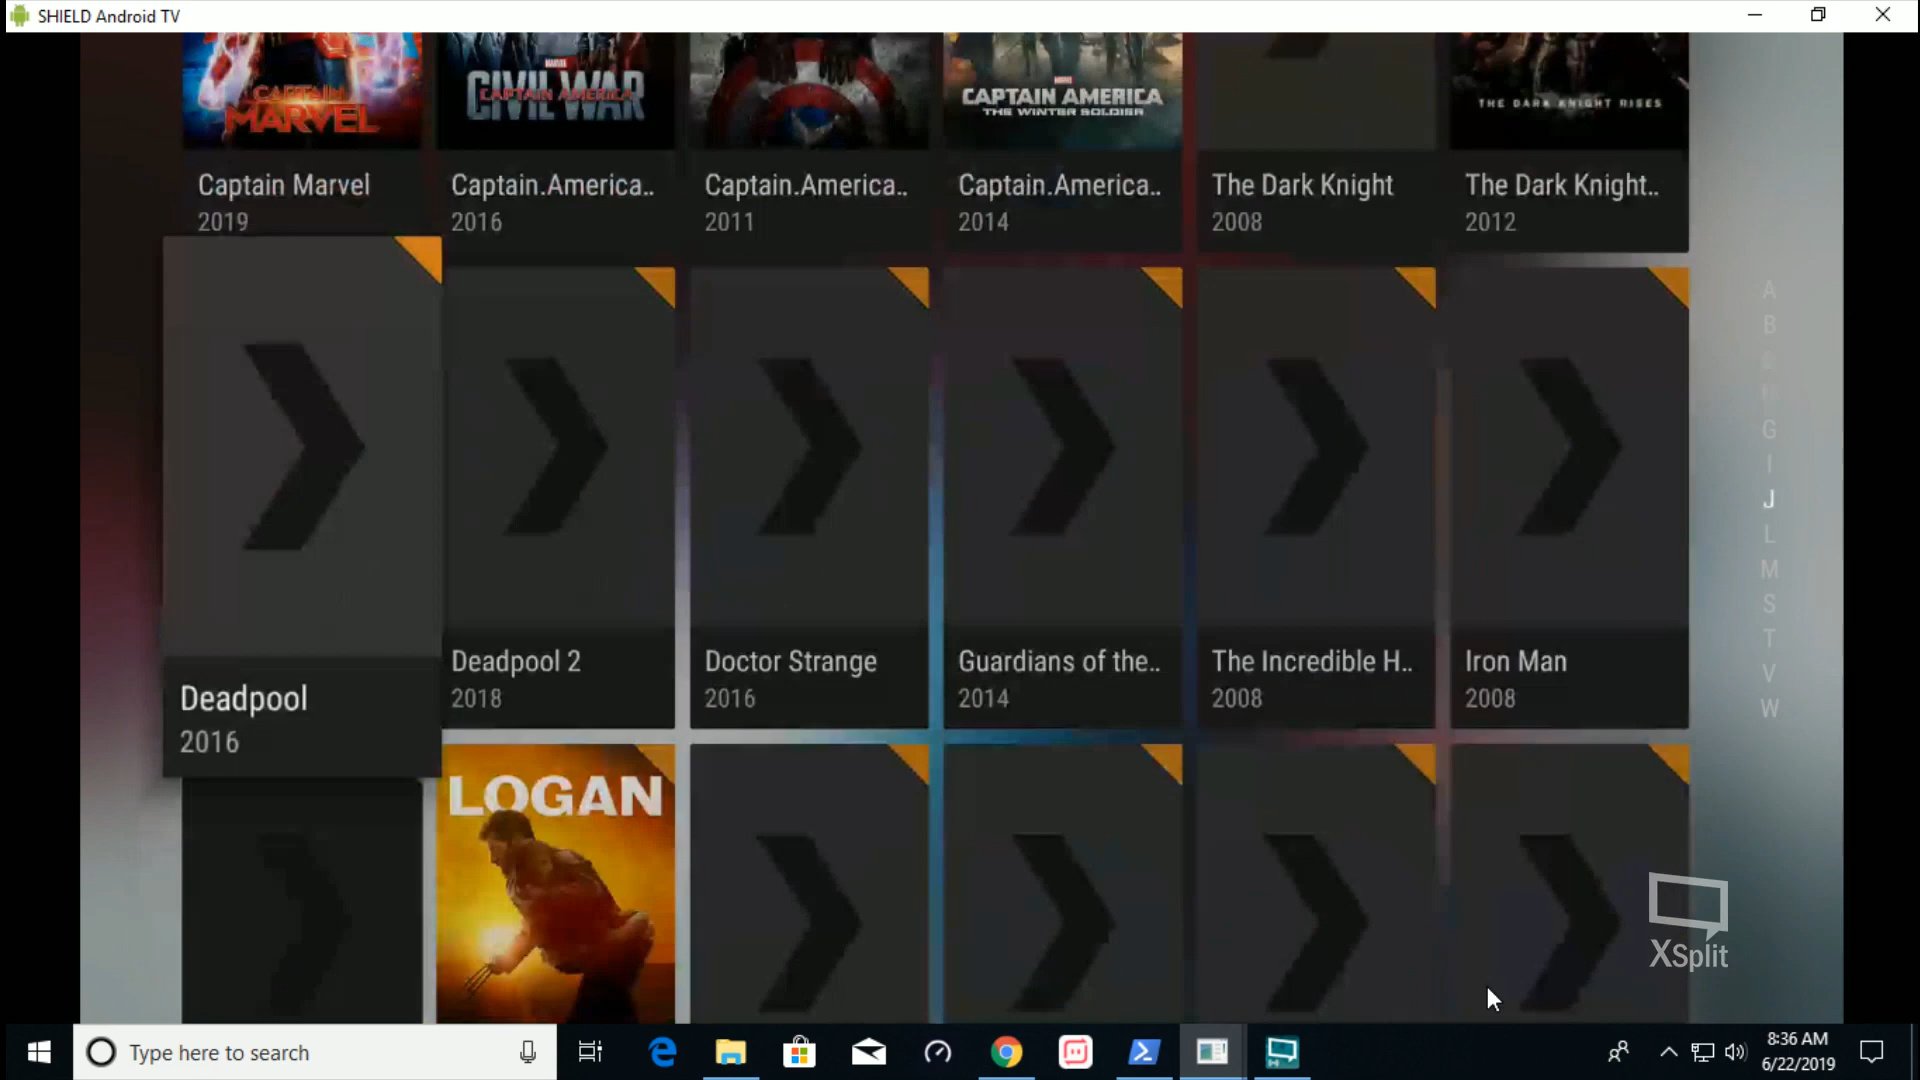 SHIELD Android TV
CAPTAIN
MARVEL
MARVEL
CIVIL WAR
CAPTAIN AMERICA
MARVEL
CAPTAIN AMERICA
THE WINTER SOLDIER
THE DARK KNIGHT RISES
Captain Marvel
2019
Captain.America..
2016
Captain.America..
2011
Captain.America..
2014
The Dark Knight
2008
The Dark Knight..
2012
Deadpool
2016
Deadpool 2
2018
Doctor Strange
2016
Guardians of the..
2014
The Incredible H..
2008
Iron Man
2008
LOGAN
A
B
G
I
J
L
M
S
T
V
W
XSplit
Type here to search
8:36 AM
6/22/2019